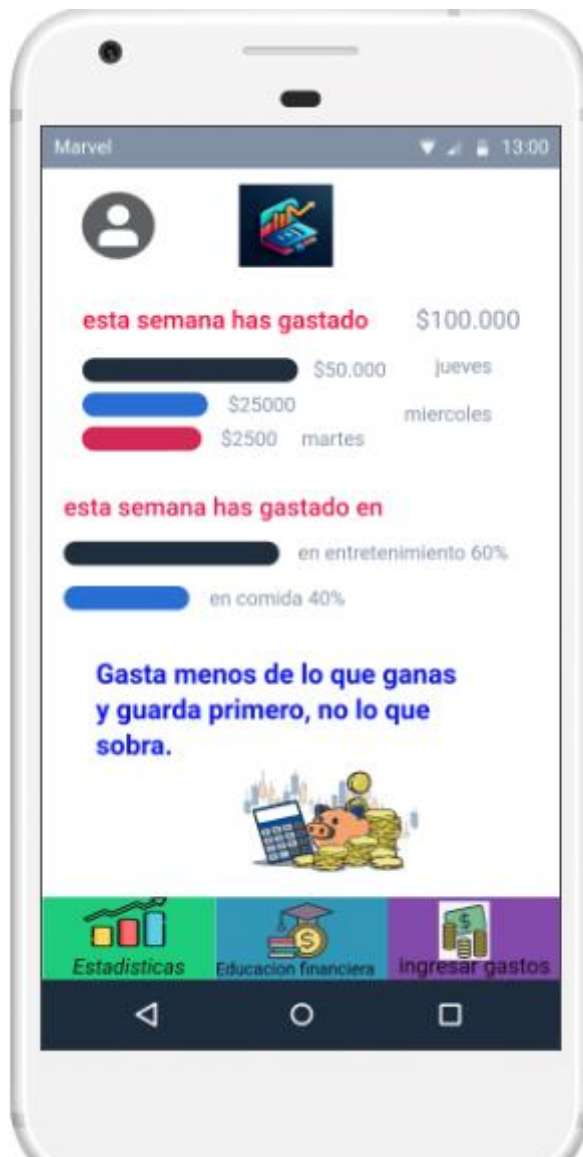 Marvel 13:00
esta semana has gastado $100.000
$50.000 jueves
$25000 miercoles
$2500 martes
esta semana has gastado en
en entretenimiento 60%
en comida 40%
Gasta menos de lo que ganas
y guarda primero, no lo que
sobra.
Estadisticas Educacion financiera ingresar gastos